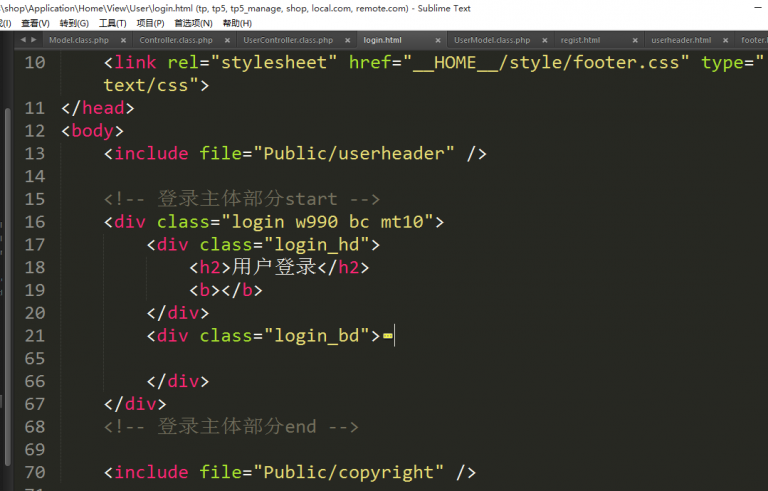 \shop\Application\Home\View\User\login.html (tp, tp5, tp5_manage, shop, local.com, remote.com) - Sublime Text
(I) 查看(V) 转到(G) 工具(T) 项目(P) 首选项(N) 帮助(H)
Model.class.php × Controller.class.php × UserController.class.php × login.html × UserModel.class.php × regist.html × userheader.html × footer.h
10 <link rel="stylesheet" href="__HOME__/style/footer.css" type="
text/css">
11 </head>
12 <body>
13 <include file="Public/userheader" />
14
15 <!-- 登录主体部分start -->
16 <div class="login w990 bc mt10">
17 <div class="login_hd">
18 <h2>用户登录</h2>
19 <b></b>
20 </div>
21 <div class="login_bd">
65
66 </div>
67 </div>
68 <!-- 登录主体部分end -->
69
70 <include file="Public/copyright" />